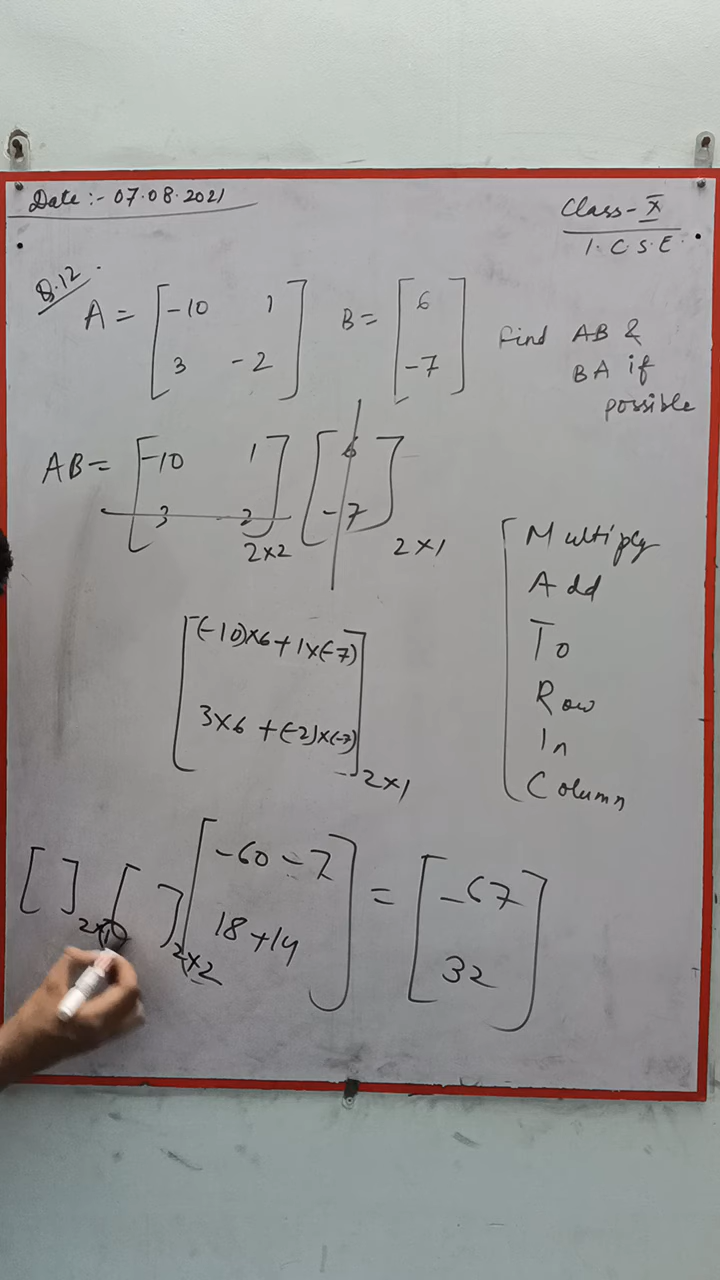 Date :- 07.08.2021
Class - X
I.C.S.E.
Q.12.
A = [-10 1
3 -2]
B = [6
-7]
Find AB &
BA if
possible
AB = [-10 1
3 -2] 2×2
[6
-7] 2×1
Multiply
Add
To
Row
In
Column
[(-10)×6+1×(-7)
3×6+(-2)×(-7)] 2×1
[ ] 2×1 [ ] 2×2
[-60-7
18+14]
= [-67
32]